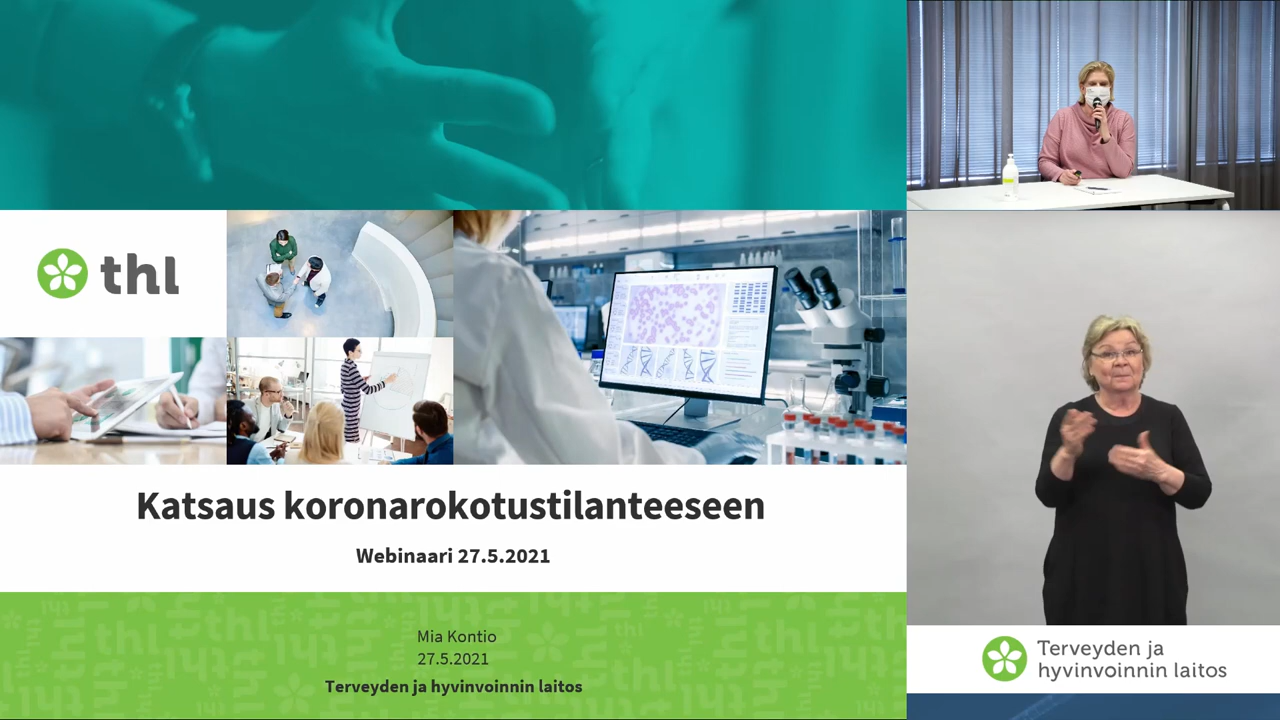 thl
Katsaus koronarokotustilanteeseen
Webinaari 27.5.2021
Mia Kontio
27.5.2021
Terveyden ja hyvinvoinnin laitos
Terveyden ja
hyvinvoinnin laitos